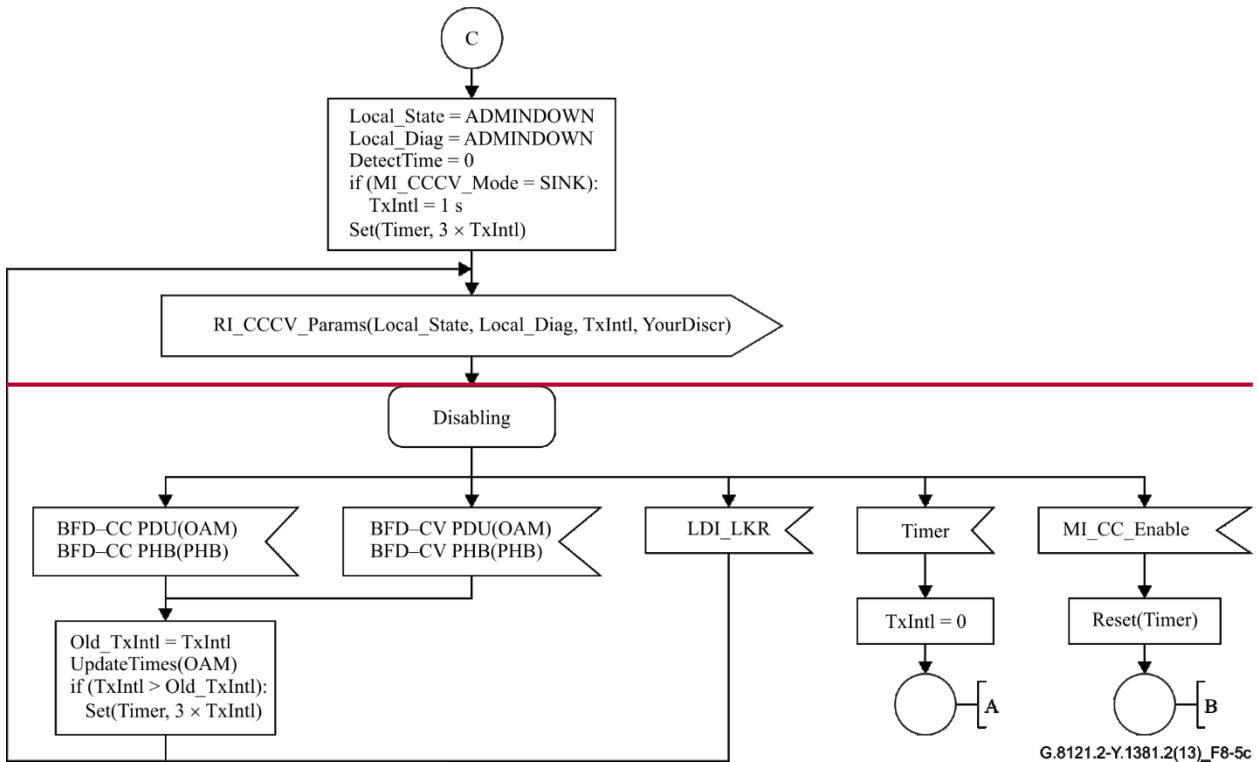 C
Local_State = ADMINDOWN
Local_Diag = ADMINDOWN
DetectTime = 0
if (MI_CCCV_Mode = SINK):
TxIntl = 1 s
Set(Timer, 3 × TxIntl)
RI_CCCV_Params(Local_State, Local_Diag, TxIntl, YourDiscr)
Disabling
BFD–CC PDU(OAM)
BFD–CC PHB(PHB)
BFD–CV PDU(OAM)
BFD–CV PHB(PHB)
LDI_LKR
Timer
MI_CC_Enable
Old_TxIntl = TxIntl
UpdateTimes(OAM)
if (TxIntl > Old_TxIntl):
Set(Timer, 3 × TxIntl)
TxIntl = 0
Reset(Timer)
A
B
G.8121.2-Y.1381.2(13)_F8-5c